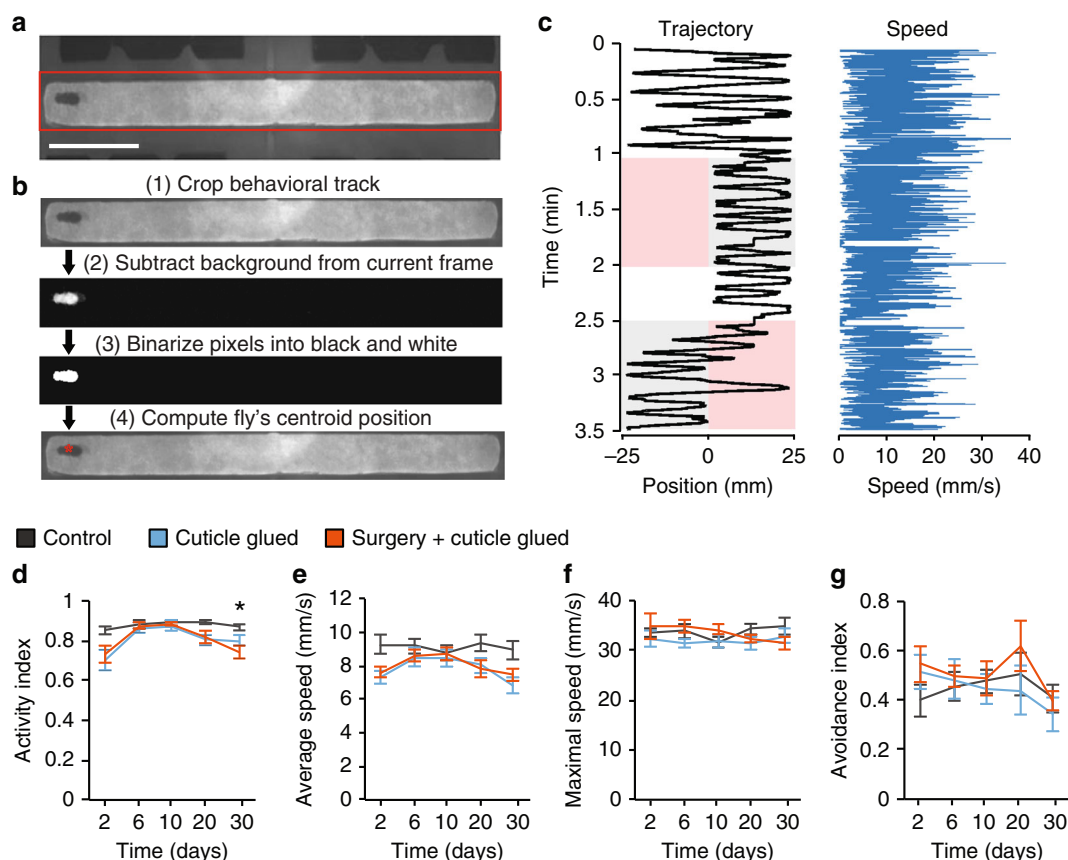 a
b
(1) Crop behavioral track
(2) Subtract background from current frame
(3) Binarize pixels into black and white
(4) Compute fly's centroid position
*
c
Trajectory
Speed
Time (min)
0
0.5
1
1.5
2
2.5
3
3.5
−25
0
25
Position (mm)
0
10
20
30
40
Speed (mm/s)
Control
Cuticle glued
Surgery + cuticle glued
d
Activity index
1
0.8
0.6
0.4
0.2
0
*
2
6
10
20
30
Time (days)
e
Average speed (mm/s)
12
10
8
6
4
2
0
2
6
10
20
30
Time (days)
f
Maximal speed (mm/s)
40
30
20
10
0
2
6
10
20
30
Time (days)
g
Avoidance index
0.8
0.6
0.4
0.2
0
2
6
10
20
30
Time (days)